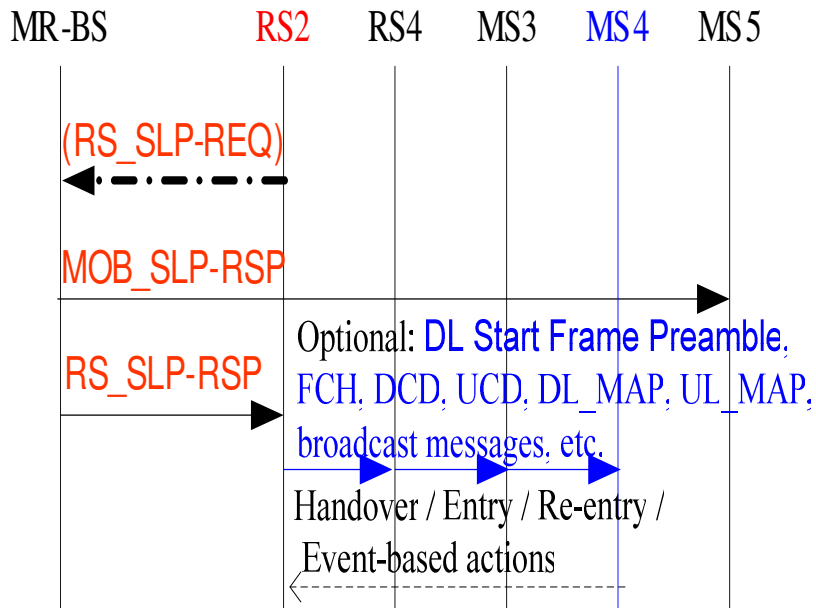 MR-BS RS2 RS4 MS3 MS4 MS5
(RS_SLP-REQ)
MOB_SLP-RSP
RS_SLP-RSP
Optional: DL Start Frame Preamble,
FCH, DCD, UCD, DL_MAP, UL_MAP,
broadcast messages, etc.
Handover / Entry / Re-entry /
Event-based actions